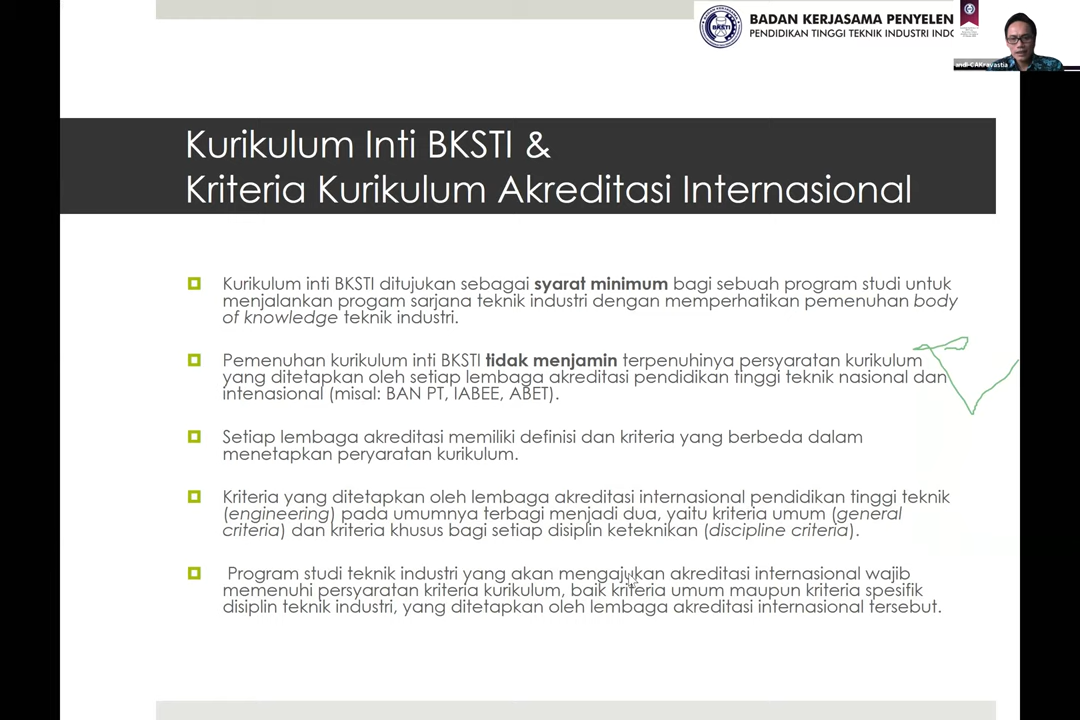 BADAN KERJASAMA PENYELEN
PENDIDIKAN TINGGI TEKNIK INDUSTRI INDO
BKSTI
andi-CAKravastia
Kurikulum Inti BKSTI &
Kriteria Kurikulum Akreditasi Internasional
Kurikulum inti BKSTI ditujukan sebagai syarat minimum bagi sebuah program studi untuk
menjalankan progam sarjana teknik industri dengan memperhatikan pemenuhan body
of knowledge teknik industri.
Pemenuhan kurikulum inti BKSTI tidak menjamin terpenuhinya persyaratan kurikulum
yang ditetapkan oleh setiap lembaga akreditasi pendidikan tinggi teknik nasional dan
intenasional (misal: BAN PT, IABEE, ABET).
Setiap lembaga akreditasi memiliki definisi dan kriteria yang berbeda dalam
menetapkan peryaratan kurikulum.
Kriteria yang ditetapkan oleh lembaga akreditasi internasional pendidikan tinggi teknik
(engineering) pada umumnya terbagi menjadi dua, yaitu kriteria umum (general
criteria) dan kriteria khusus bagi setiap disiplin keteknikan (discipline criteria).
Program studi teknik industri yang akan mengajukan akreditasi internasional wajib
memenuhi persyaratan kriteria kurikulum, baik kriteria umum maupun kriteria spesifik
disiplin teknik industri, yang ditetapkan oleh lembaga akreditasi internasional tersebut.